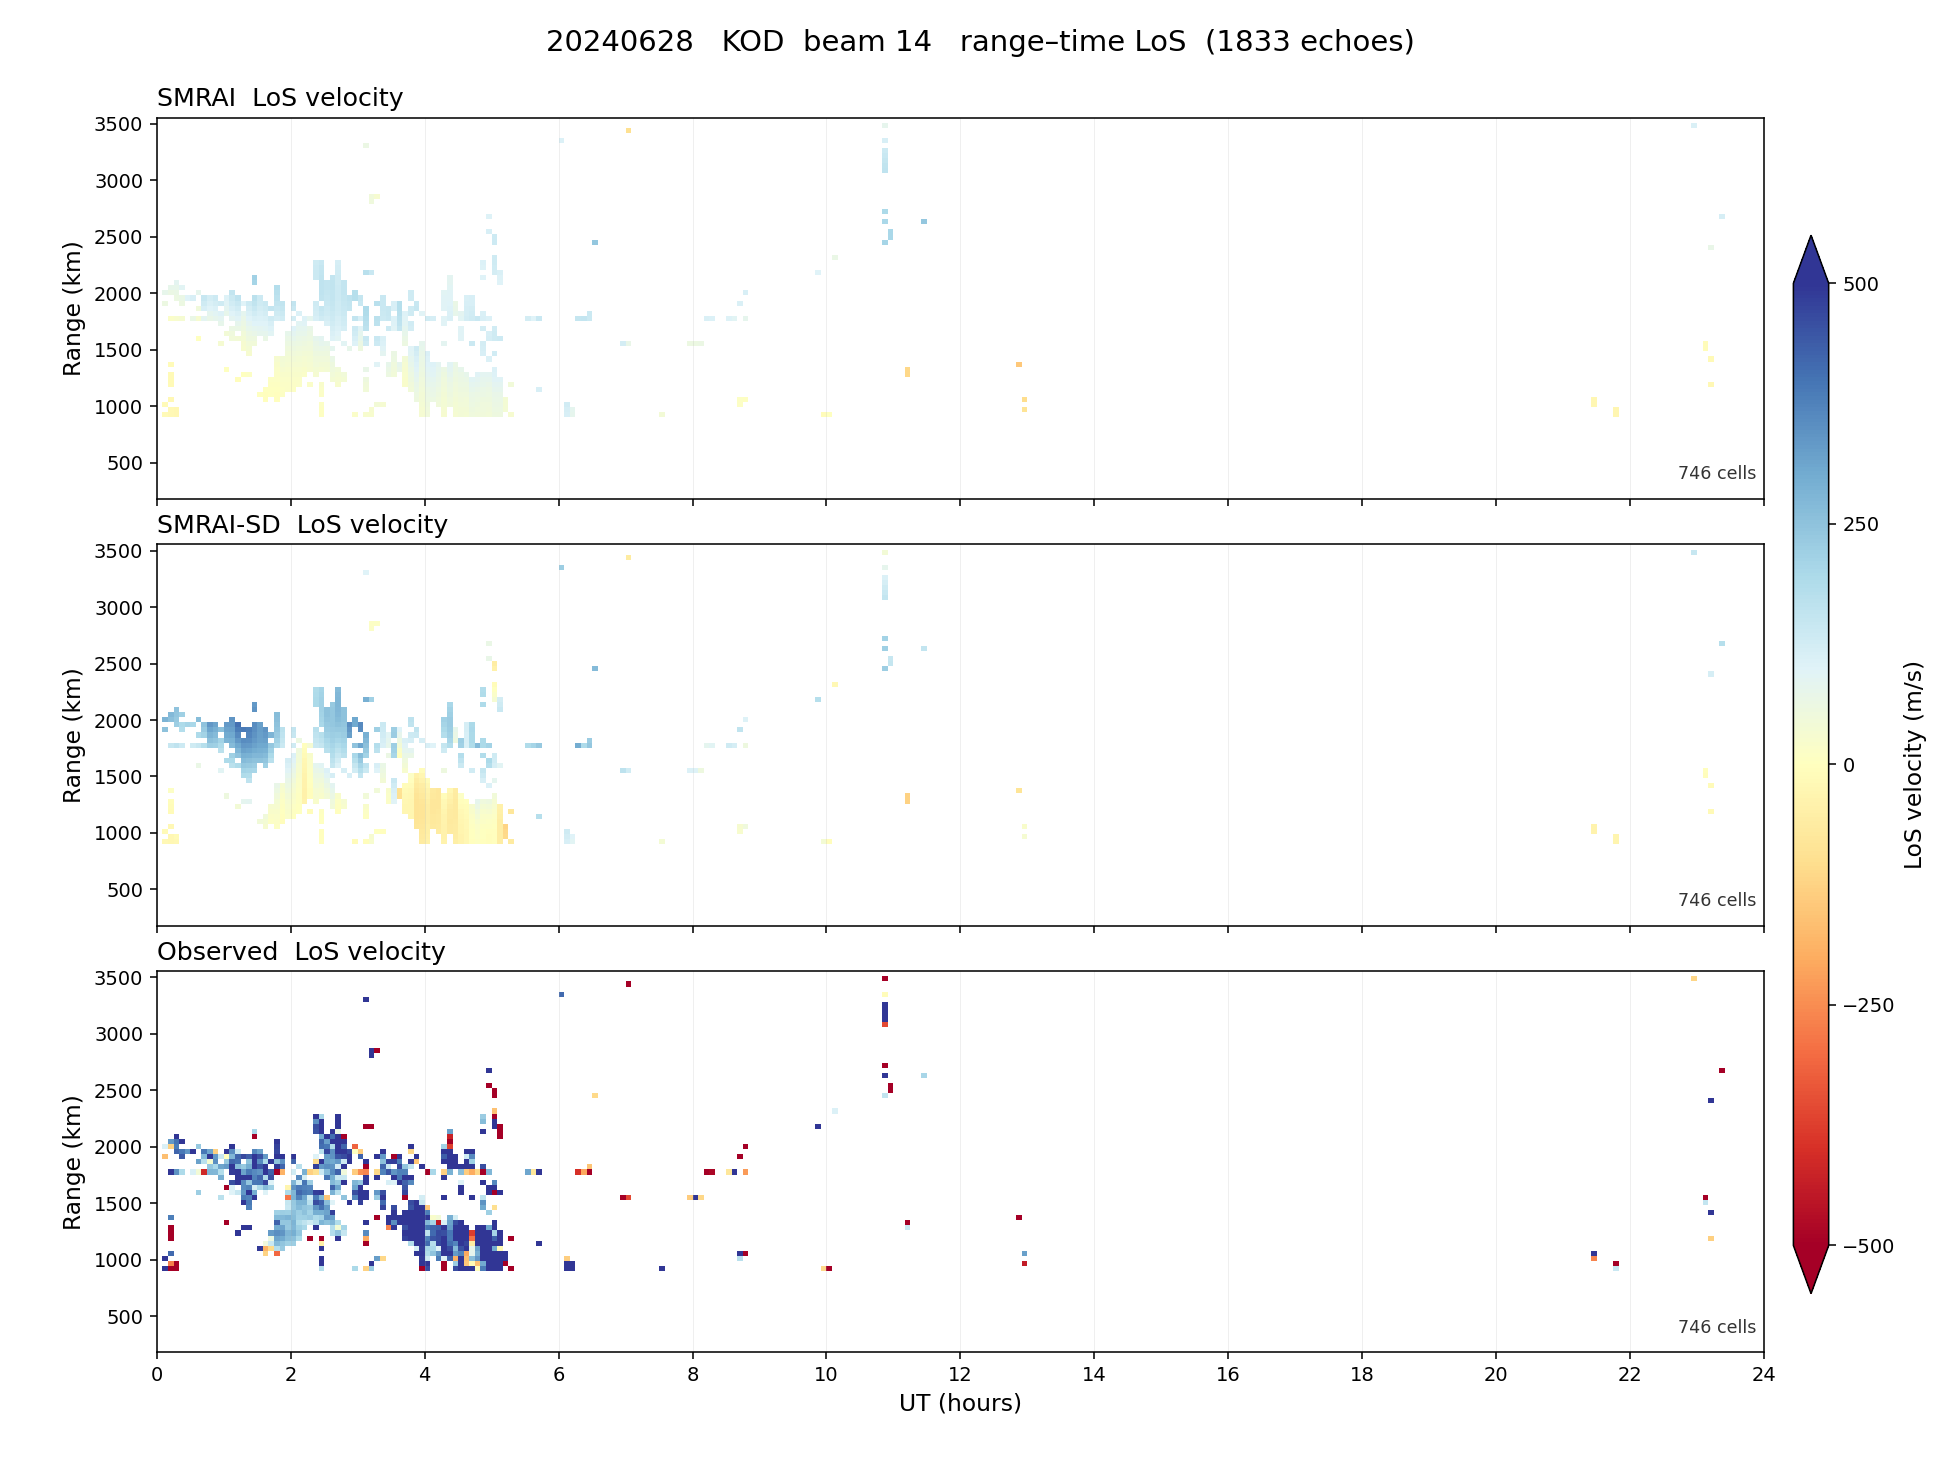 20240628   KOD  beam 14   range–time LoS  (1833 echoes)
SMRAI  LoS velocity
3500
3000
2500
2000
1500
1000
500
Range (km)
746 cells
SMRAI-SD  LoS velocity
3500
3000
2500
2000
1500
1000
500
Range (km)
746 cells
Observed  LoS velocity
3500
3000
2500
2000
1500
1000
500
Range (km)
746 cells
0 2 4 6 8 10 12 14 16 18 20 22 24
UT (hours)
500
250
0
−250
−500
LoS velocity (m/s)